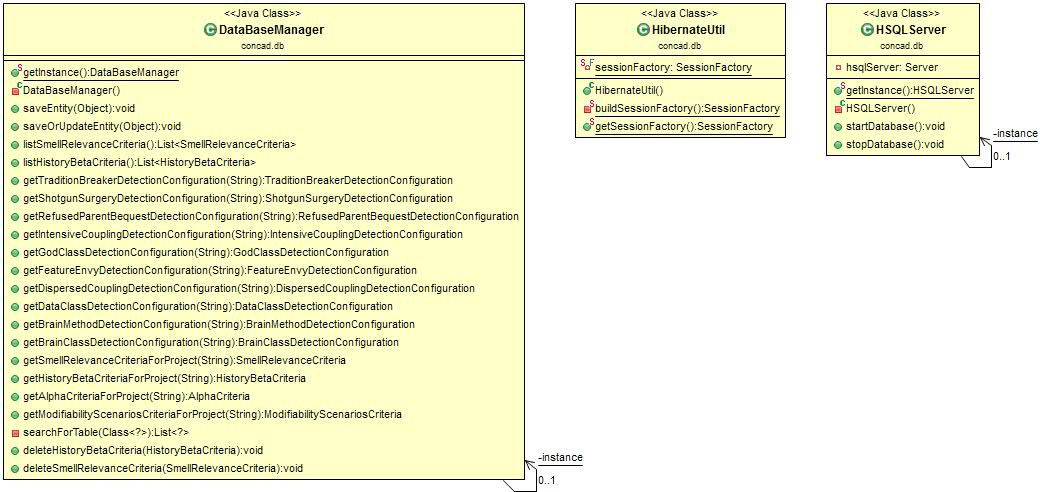 <<Java Class>>
DataBaseManager
concad.db
getInstance():DataBaseManager
DataBaseManager()
saveEntity(Object):void
saveOrUpdateEntity(Object):void
listSmellRelevanceCriteria():List<SmellRelevanceCriteria>
listHistoryBetaCriteria():List<HistoryBetaCriteria>
getTraditionBreakerDetectionConfiguration(String):TraditionBreakerDetectionConfiguration
getShotgunSurgeryDetectionConfiguration(String):ShotgunSurgeryDetectionConfiguration
getRefusedParentBequestDetectionConfiguration(String):RefusedParentBequestDetectionConfiguration
getIntensiveCouplingDetectionConfiguration(String):IntensiveCouplingDetectionConfiguration
getGodClassDetectionConfiguration(String):GodClassDetectionConfiguration
getFeatureEnvyDetectionConfiguration(String):FeatureEnvyDetectionConfiguration
getDispersedCouplingDetectionConfiguration(String):DispersedCouplingDetectionConfiguration
getDataClassDetectionConfiguration(String):DataClassDetectionConfiguration
getBrainMethodDetectionConfiguration(String):BrainMethodDetectionConfiguration
getBrainClassDetectionConfiguration(String):BrainClassDetectionConfiguration
getSmellRelevanceCriteriaForProject(String):SmellRelevanceCriteria
getHistoryBetaCriteriaForProject(String):HistoryBetaCriteria
getAlphaCriteriaForProject(String):AlphaCriteria
getModifiabilityScenariosCriteriaForProject(String):ModifiabilityScenariosCriteria
searchForTable(Class<?>):List<?>
deleteHistoryBetaCriteria(HistoryBetaCriteria):void
deleteSmellRelevanceCriteria(SmellRelevanceCriteria):void
-instance
0..1
<<Java Class>>
HibernateUtil
concad.db
sessionFactory: SessionFactory
HibernateUtil()
buildSessionFactory():SessionFactory
getSessionFactory():SessionFactory
<<Java Class>>
HSQLServer
concad.db
hsqlServer: Server
getInstance():HSQLServer
HSQLServer()
startDatabase():void
stopDatabase():void
-instance
0..1